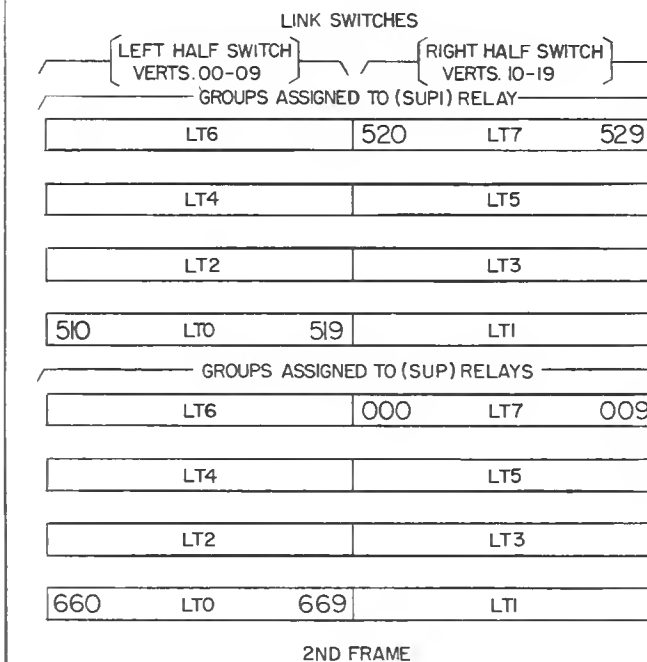 LINK SWITCHES
LEFT HALF SWITCH RIGHT HALF SWITCH
VERTS. 00-09 VERTS. 10-19
GROUPS ASSIGNED TO (SUP1) RELAY
LT6 520 LT7 529
LT4 LT5
LT2 LT3
510 LT0 519 LT1
GROUPS ASSIGNED TO (SUP) RELAYS
LT6 000 LT7 009
LT4 LT5
LT2 LT3
660 LT0 669 LT1
2ND FRAME